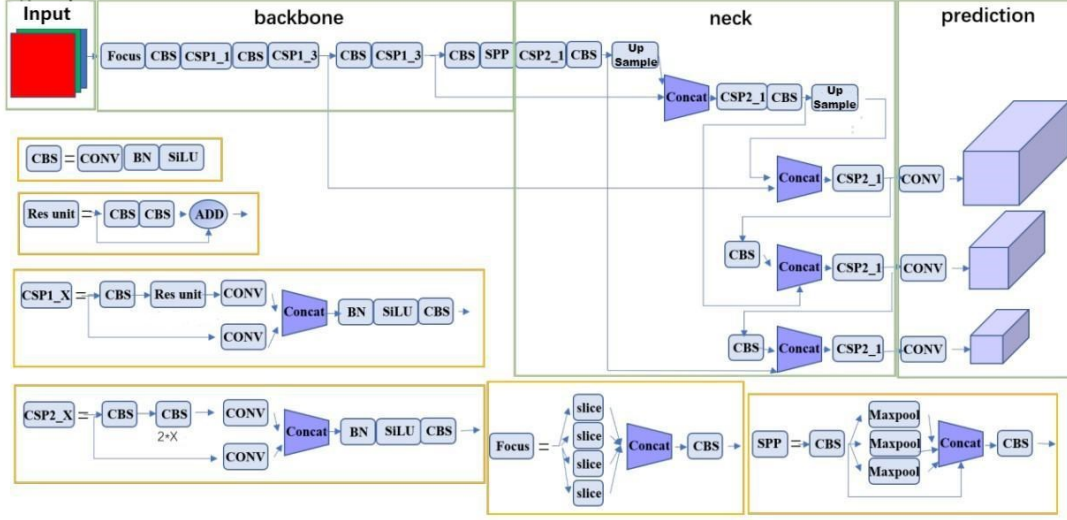 Input backbone neck prediction
Focus CBS CSP1_1 CBS CSP1_3 CBS CSP1_3 CBS SPP CSP2_1 CBS Up Sample
Concat CSP2_1 CBS Up Sample
CBS = CONV BN SiLU
Concat CSP2_1 CONV
Res unit = CBS CBS ADD
CBS Concat CSP2_1 CONV
CSP1_X = CBS Res unit CONV
Concat BN SiLU CBS
CONV
CBS Concat CSP2_1 CONV
CSP2_X = CBS CBS CONV
2*X
Concat BN SiLU CBS
CONV
Focus = slice
slice
slice
slice
Concat CBS
SPP = CBS Maxpool
Maxpool
Maxpool
Concat CBS